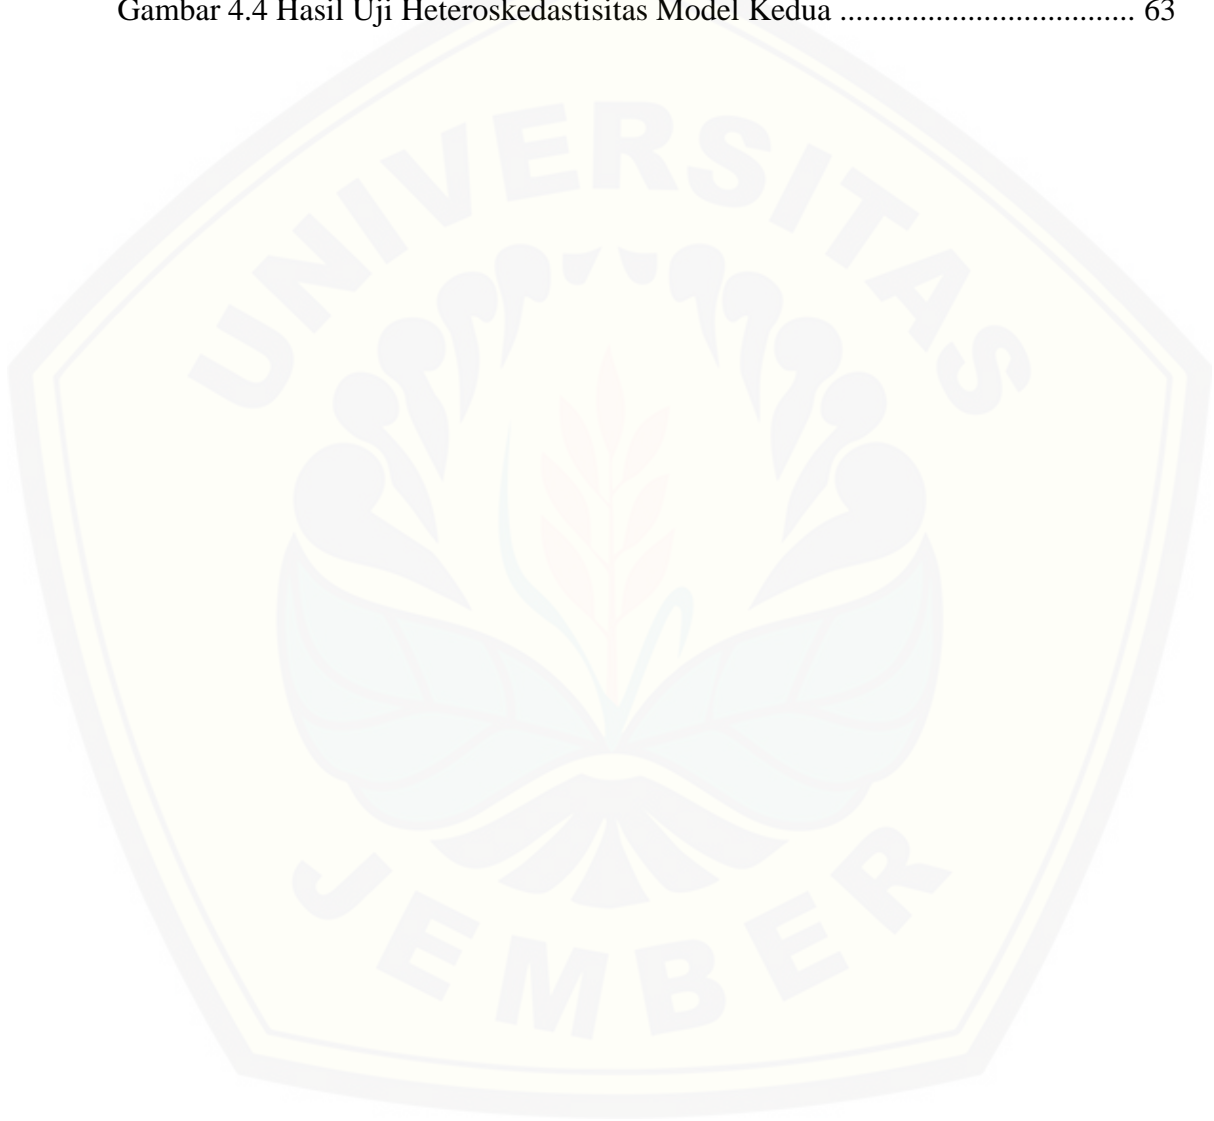 Gambar 4.4 Hasil Uji Heteroskedastisitas Model Kedua .................................... 63
UNIVERSITAS
JEMBER